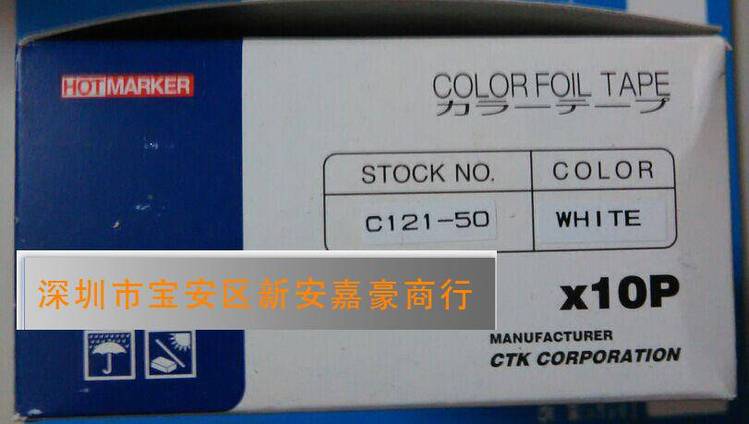 HOTMARKER
COLOR FOIL TAPE
カラーテープ
STOCK NO. COLOR
C121-50 WHITE
深圳市宝安区新安嘉豪商行
x10P
MANUFACTURER
CTK CORPORATION